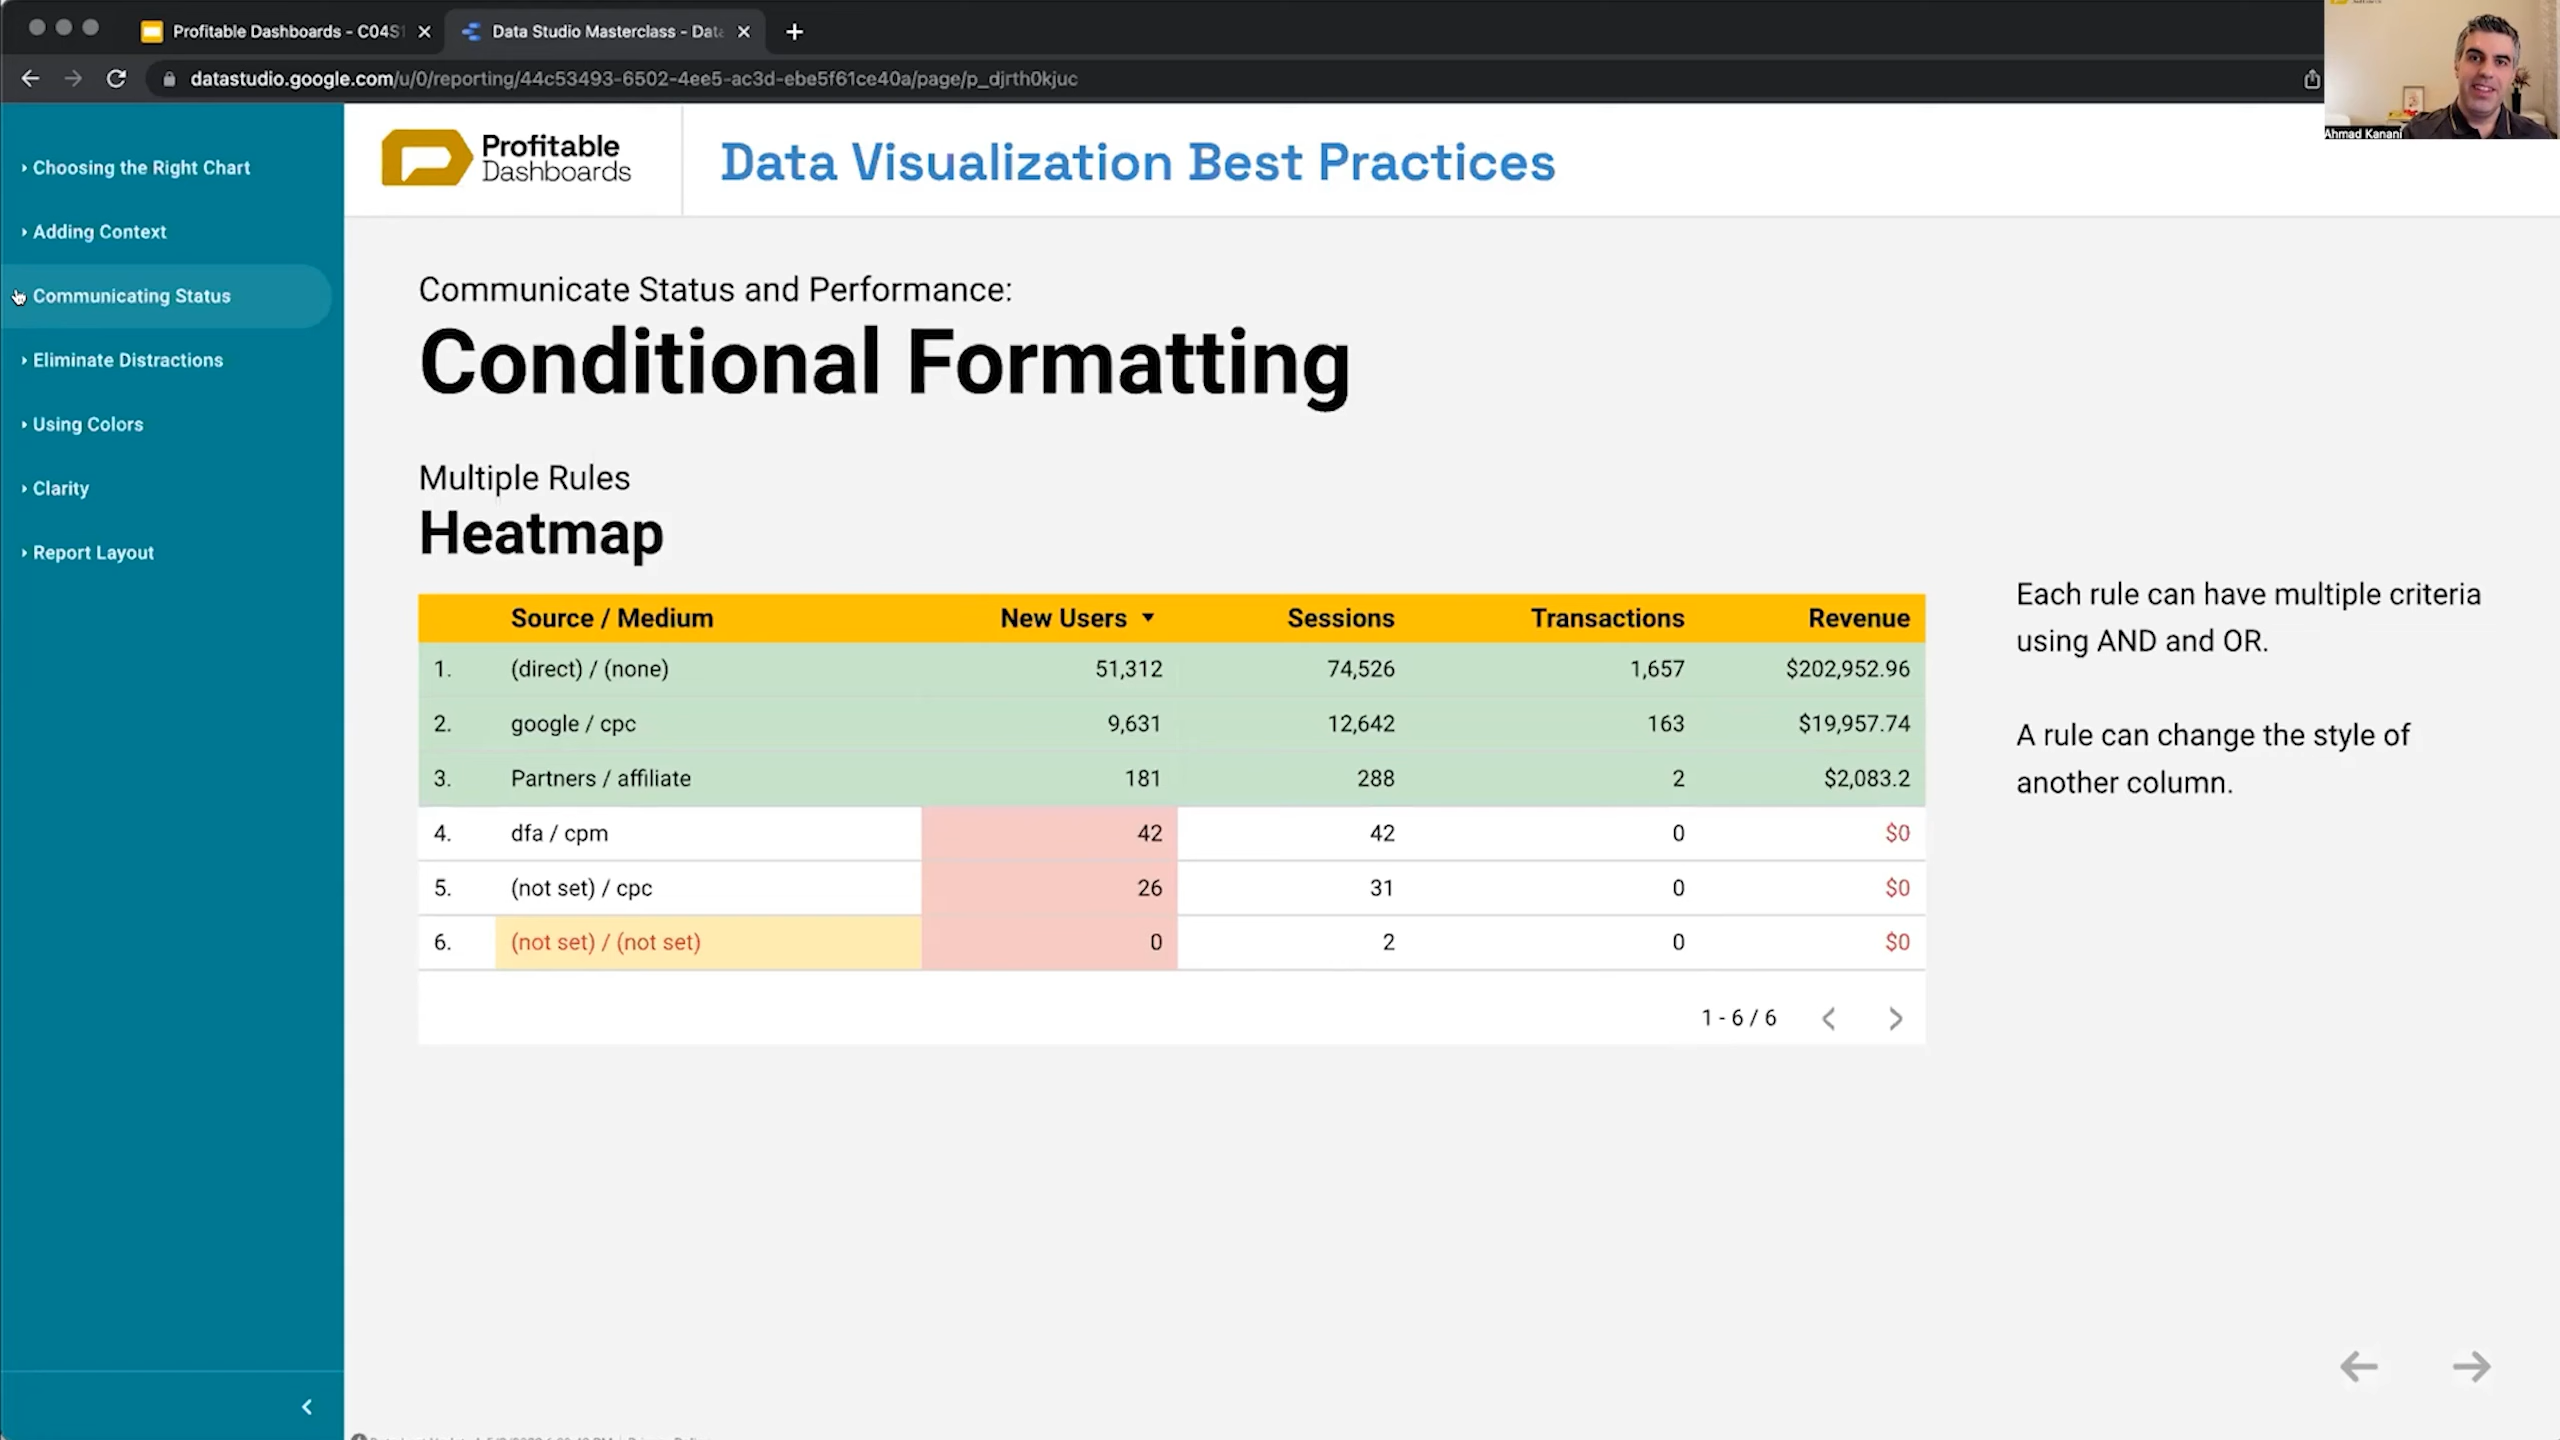 Profitable Dashboards - C04S
Data Studio Masterclass - Data
datastudio.google.com/u/0/reporting/44c53493-6502-4ee5-ac3d-ebe5f61ce40a/page/p_djrth0kjuc
Ahmad Kanani
Choosing the Right Chart
Adding Context
Communicating Status
Eliminate Distractions
Using Colors
Clarity
Report Layout
Profitable
Dashboards
Data Visualization Best Practices
Communicate Status and Performance:
Conditional Formatting
Multiple Rules
Heatmap
Source / Medium New Users Sessions Transactions Revenue
1. (direct) / (none) 51,312 74,526 1,657 $202,952.96
2. google / cpc 9,631 12,642 163 $19,957.74
3. Partners / affiliate 181 288 2 $2,083.2
4. dfa / cpm 42 42 0 $0
5. (not set) / cpc 26 31 0 $0
6. (not set) / (not set) 0 2 0 $0
1 - 6 / 6
Each rule can have multiple criteria
using AND and OR.
A rule can change the style of
another column.